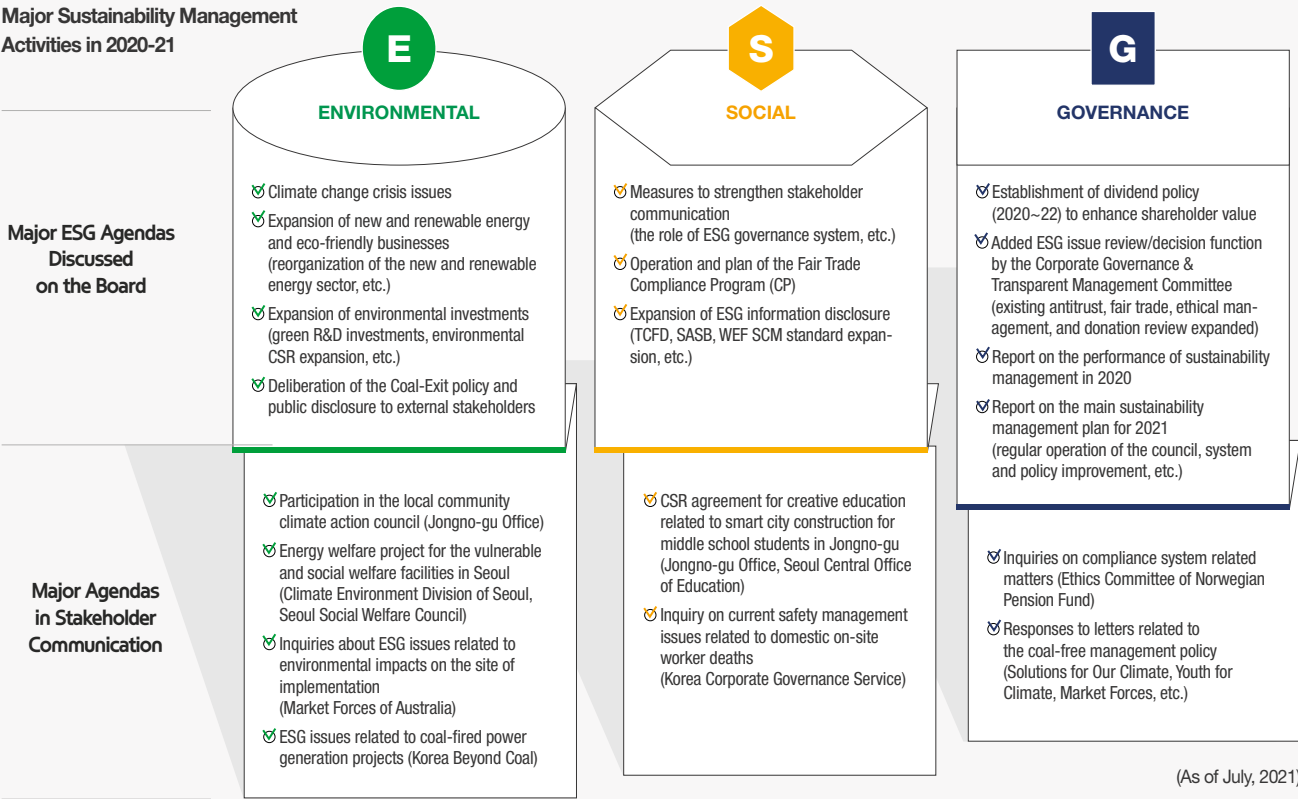 Major Sustainability Management
Activities in 2020-21
E
ENVIRONMENTAL
S
SOCIAL
G
GOVERNANCE
Major ESG Agendas
Discussed
on the Board
Climate change crisis issues
Expansion of new and renewable energy
and eco-friendly businesses
(reorganization of the new and renewable
energy sector, etc.)
Expansion of environmental investments
(green R&D investments, environmental
CSR expansion, etc.)
Deliberation of the Coal-Exit policy and
public disclosure to external stakeholders
Measures to strengthen stakeholder
communication
(the role of ESG governance system, etc.)
Operation and plan of the Fair Trade
Compliance Program (CP)
Expansion of ESG information disclosure
(TCFD, SASB, WEF SCM standard expan-
sion, etc.)
Establishment of dividend policy
(2020~22) to enhance shareholder value
Added ESG issue review/decision function
by the Corporate Governance &
Transparent Management Committee
(existing antitrust, fair trade, ethical man-
agement, and donation review expanded)
Report on the performance of sustainability
management in 2020
Report on the main sustainability
management plan for 2021
(regular operation of the council, system
and policy improvement, etc.)
Major Agendas
in Stakeholder
Communication
Participation in the local community
climate action council (Jongno-gu Office)
Energy welfare project for the vulnerable
and social welfare facilities in Seoul
(Climate Environment Division of Seoul,
Seoul Social Welfare Council)
Inquiries about ESG issues related to
environmental impacts on the site of
implementation
(Market Forces of Australia)
ESG issues related to coal-fired power
generation projects (Korea Beyond Coal)
CSR agreement for creative education
related to smart city construction for
middle school students in Jongno-gu
(Jongno-gu Office, Seoul Central Office
of Education)
Inquiry on current safety management
issues related to domestic on-site
worker deaths
(Korea Corporate Governance Service)
Inquiries on compliance system related
matters (Ethics Committee of Norwegian
Pension Fund)
Responses to letters related to
the coal-free management policy
(Solutions for Our Climate, Youth for
Climate, Market Forces, etc.)
(As of July, 2021)